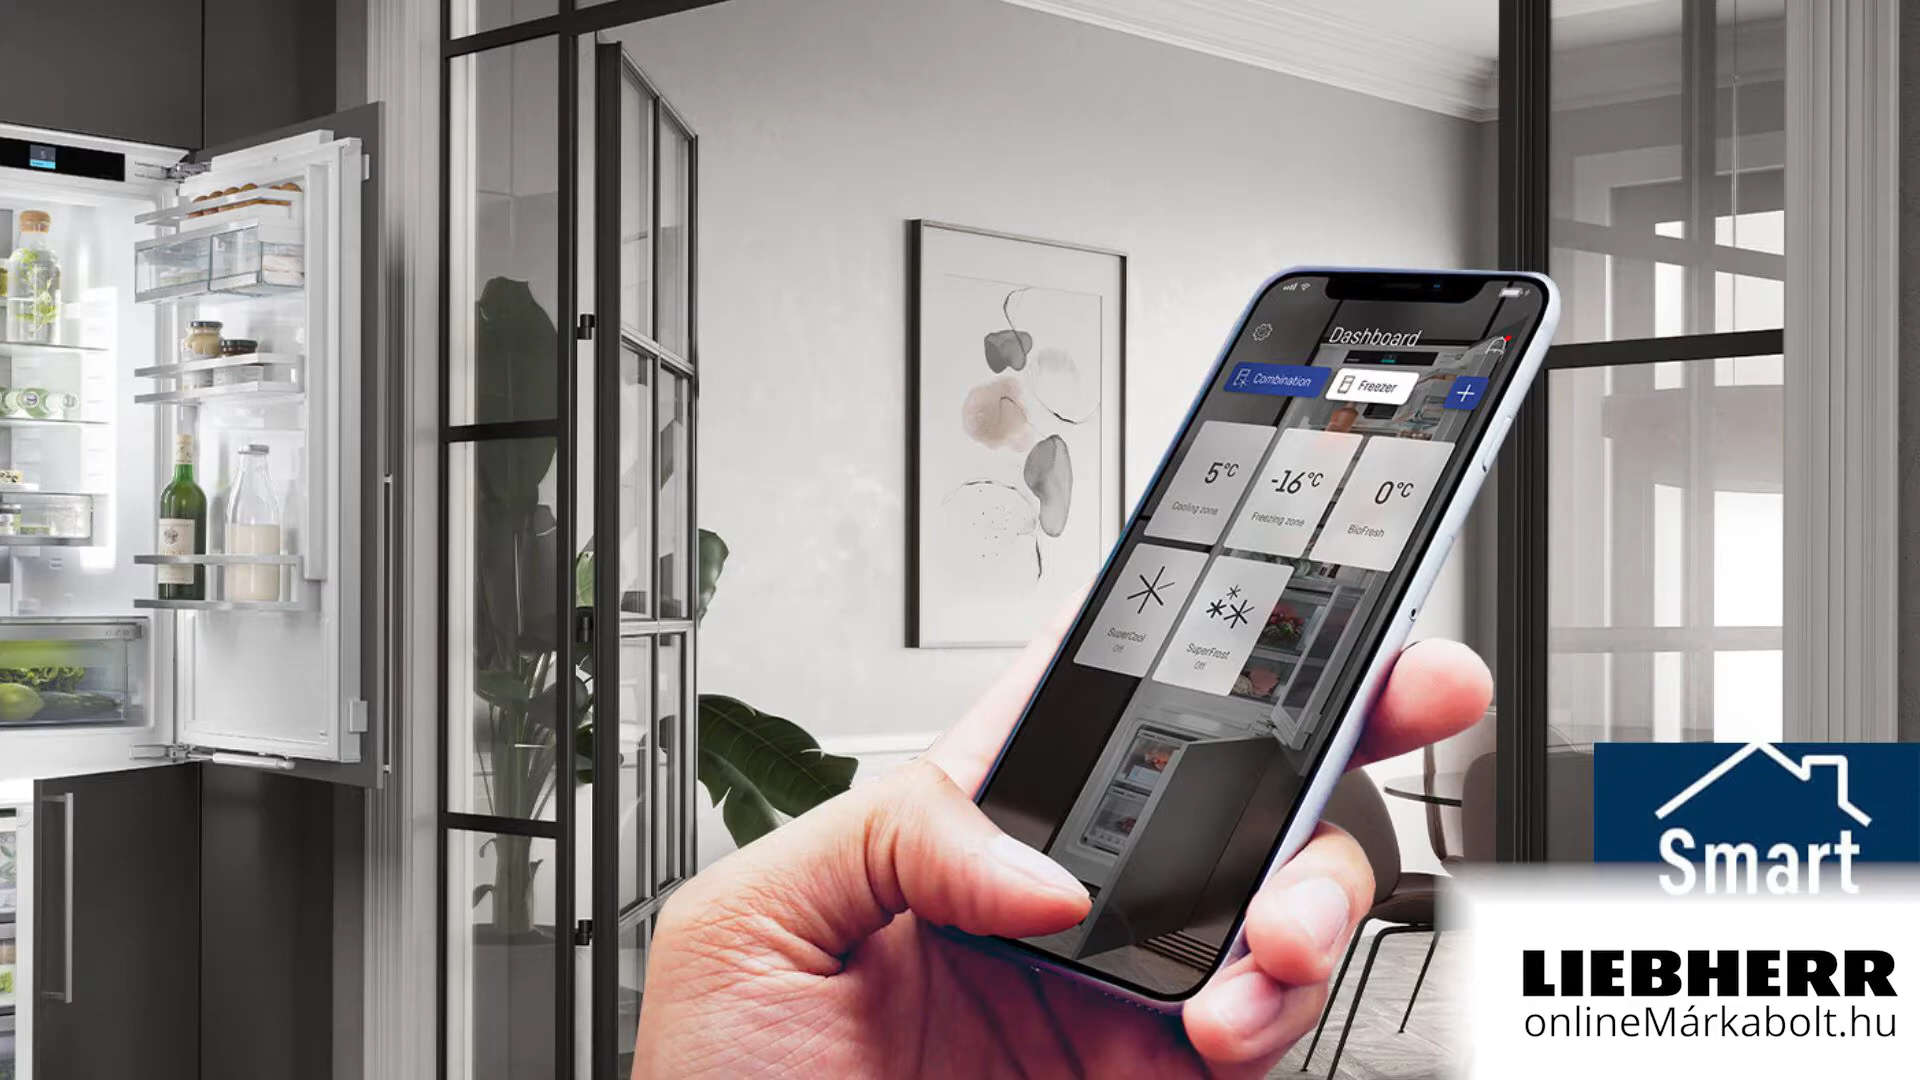 Dashboard
Combination
Freezer
+
5°C
Cooling zone
-16°C
Freezing zone
0°C
BioFresh
SuperCool
Off
SuperFrost
Off
Smart
LIEBHERR
onlineMárkabolt.hu